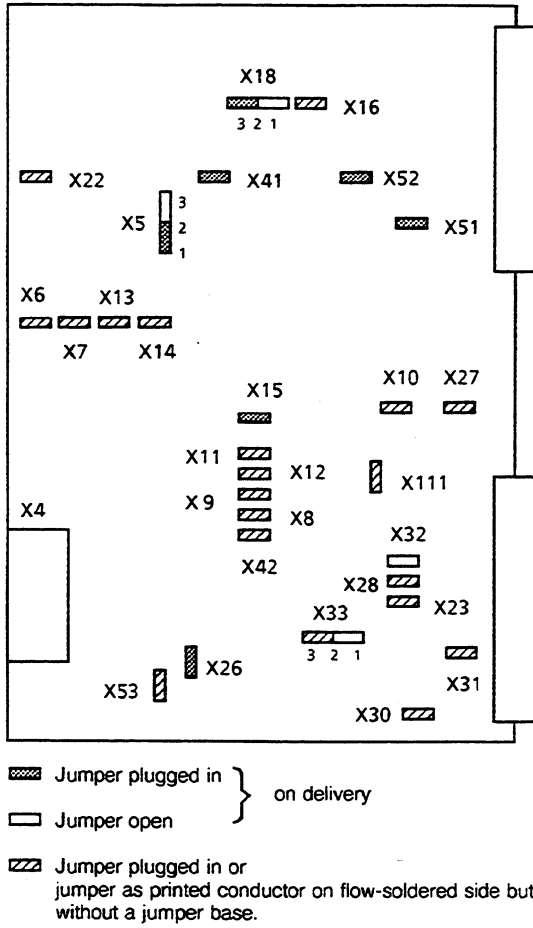 X18
X16
3 2 1
X22
X41
X52
X5
3
2
1
X51
X6
X13
X7
X14
X10
X27
X15
X11
X12
X111
X9
X8
X4
X42
X32
X28
X23
X33
3 2 1
X26
X31
X53
X30
Jumper plugged in
on delivery
Jumper open
Jumper plugged in or
jumper as printed conductor on flow-soldered side but
without a jumper base.